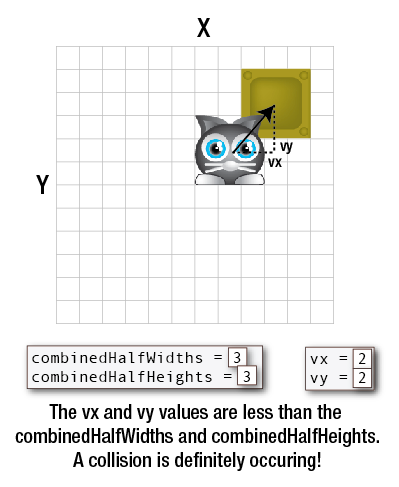 X
Y
vy
vx
combinedHalfWidths = 3
combinedHalfHeights = 3
vx = 2
vy = 2
The vx and vy values are less than the
combinedHalfWidths and combinedHalfHeights.
A collision is definitely occuring!